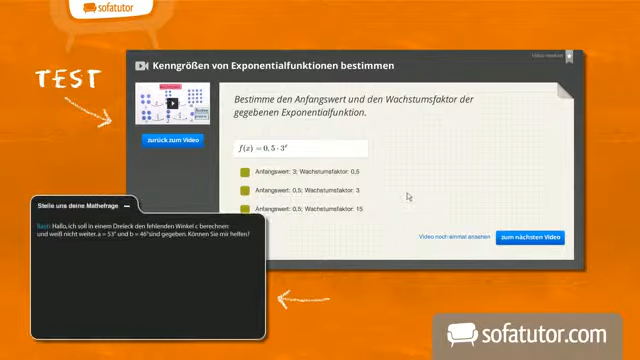 sofatutor
TEST
Kenngrößen von Exponentialfunktionen bestimmen
Bestimme den Anfangswert und den Wachstumsfaktor der
gegebenen Exponentialfunktion.
zurück zum Video
f(x) = 0,5 · 3ˣ
Anfangswert: 3; Wachstumsfaktor: 0,5
Anfangswert: 0,5; Wachstumsfaktor: 3
Anfangswert: 0,5; Wachstumsfaktor: 15
Video noch einmal ansehen
zum nächsten Video
Stelle uns deine Mathefrage
Hallo, ich soll in einem Dreieck den fehlenden Winkel c berechnen
und weiß nicht weiter. a = 53° und b = 46°sind gegeben. Können Sie mir helfen?
sofatutor.com